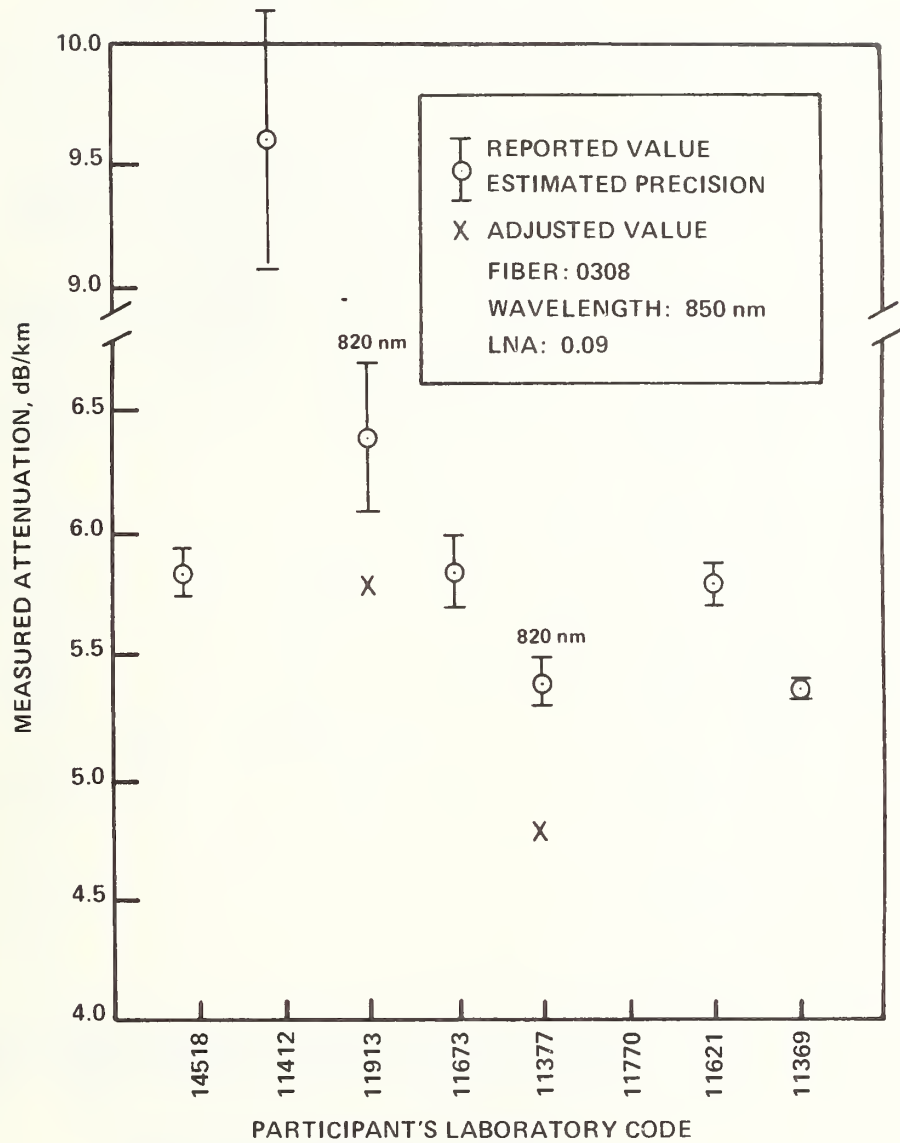 10.0
9.5
9.0
6.5
6.0
5.5
5.0
4.5
4.0
MEASURED ATTENUATION, dB/km
REPORTED VALUE
ESTIMATED PRECISION
X ADJUSTED VALUE
FIBER: 0308
WAVELENGTH: 850 nm
LNA: 0.09
820 nm
X
820 nm
X
14518
11412
11913
11673
11377
11770
11621
11369
PARTICIPANT'S LABORATORY CODE